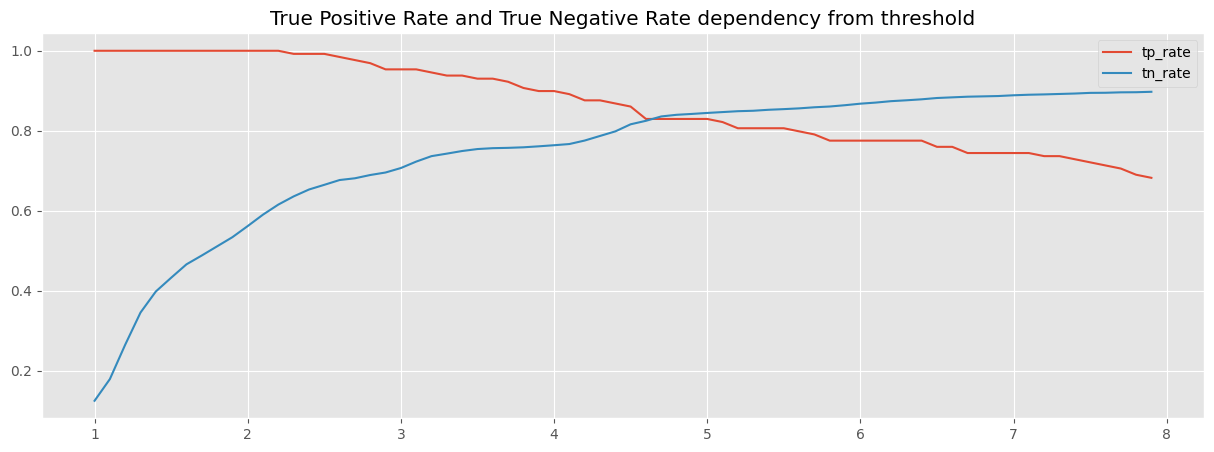 True Positive Rate and True Negative Rate dependency from threshold
tp_rate
tn_rate
1.0
0.8
0.6
0.4
0.2
1 2 3 4 5 6 7 8